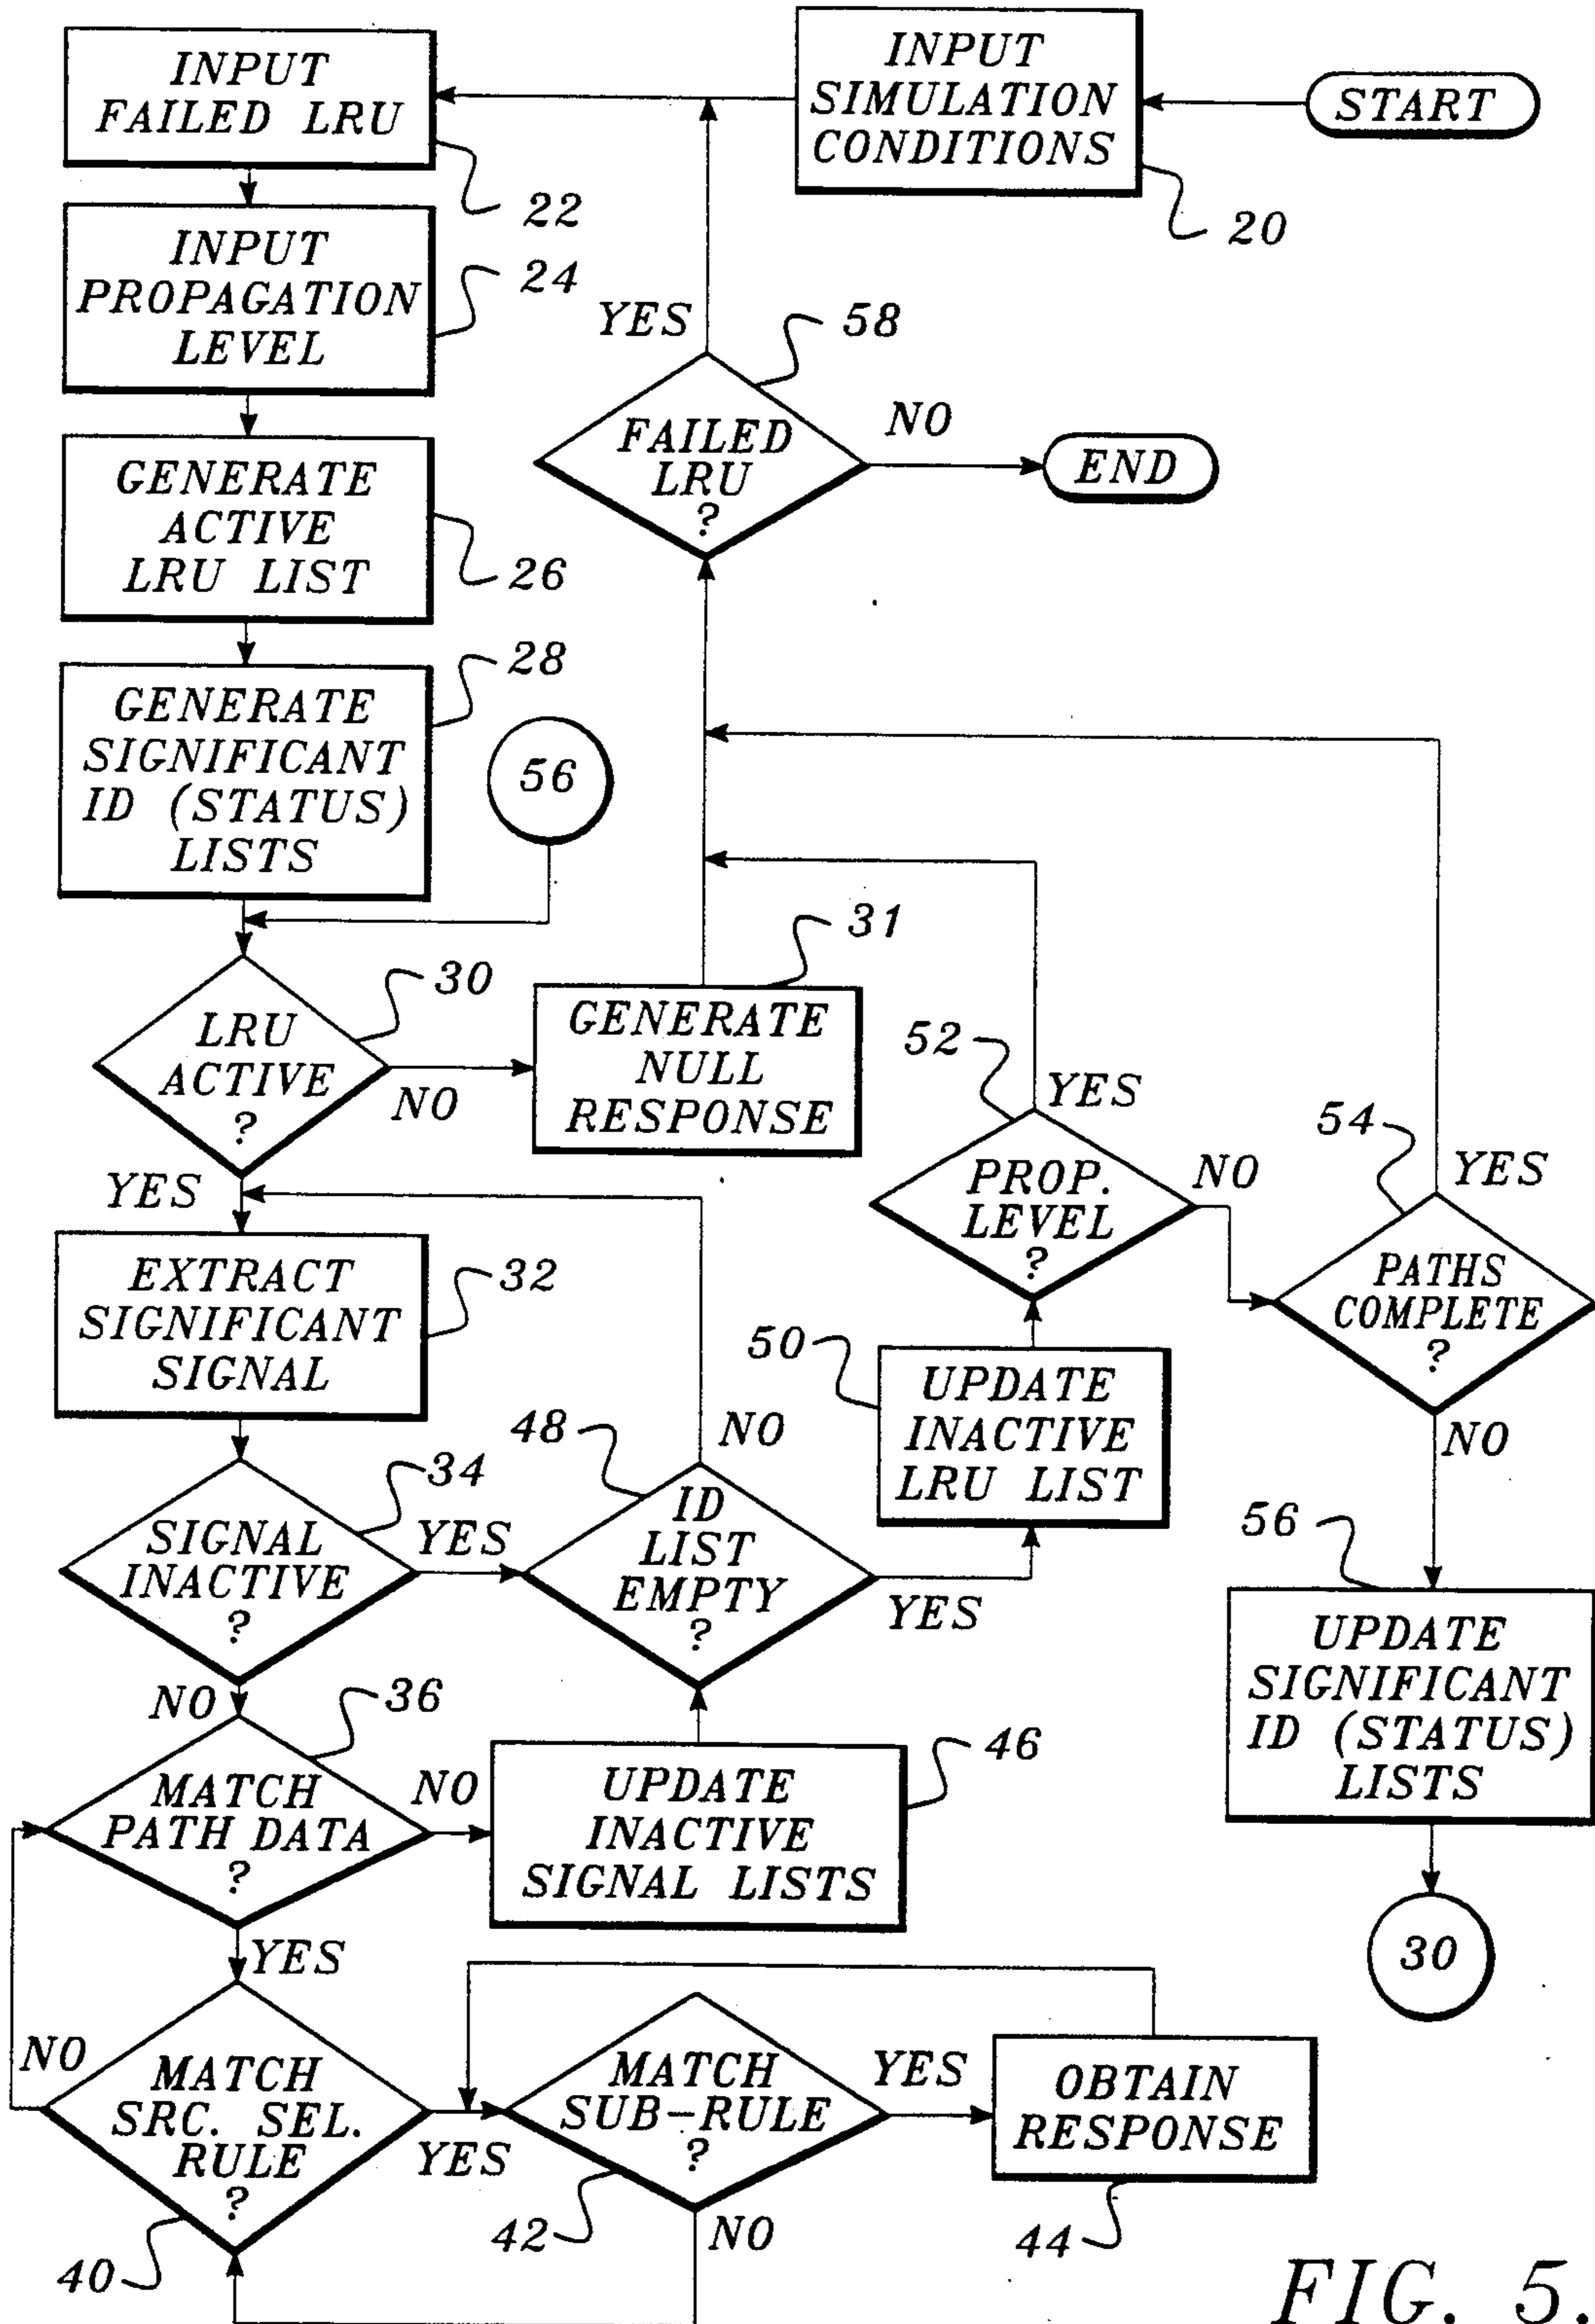 INPUT
FAILED LRU
22
INPUT
SIMULATION
CONDITIONS
20
START
INPUT
PROPAGATION
LEVEL
24
YES
58
FAILED
LRU
?
NO
END
GENERATE
ACTIVE
LRU LIST
26
GENERATE
SIGNIFICANT
ID (STATUS)
LISTS
28
56
LRU
ACTIVE
?
30
NO
YES
GENERATE
NULL
RESPONSE
31
52
YES
PROP.
LEVEL
?
NO
54
YES
PATHS
COMPLETE
?
NO
EXTRACT
SIGNIFICANT
SIGNAL
32
50
UPDATE
INACTIVE
LRU LIST
SIGNAL
INACTIVE
?
34
YES
NO
48
NO
ID
LIST
EMPTY
?
YES
56
UPDATE
SIGNIFICANT
ID (STATUS)
LISTS
30
MATCH
PATH DATA
?
36
NO
YES
UPDATE
INACTIVE
SIGNAL LISTS
46
NO
MATCH
SRC. SEL.
RULE
?
40
YES
MATCH
SUB-RULE
?
42
YES
NO
OBTAIN
RESPONSE
44
FIG. 5.